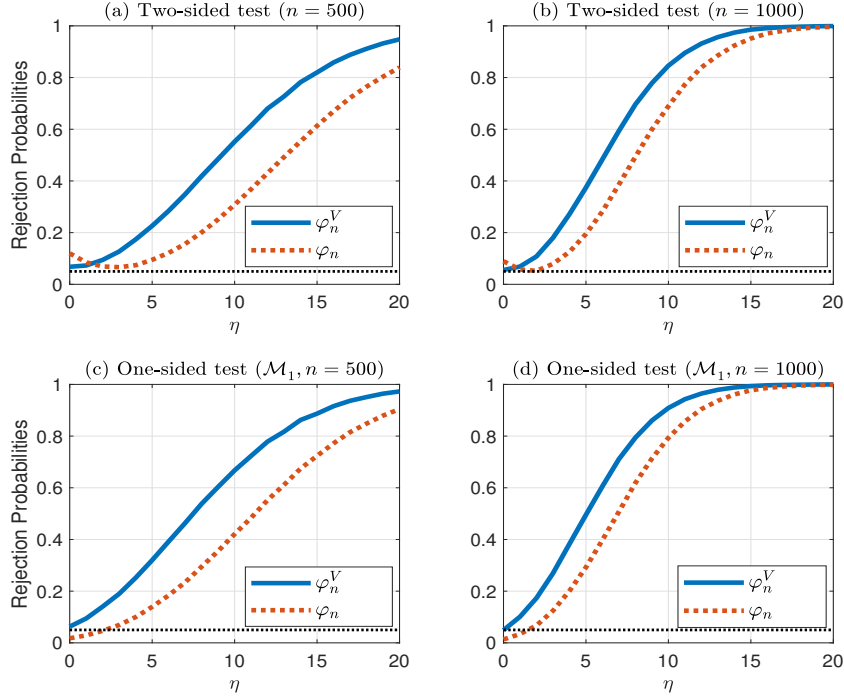 (a) Two-sided test (n = 500)
Rejection Probabilities
1
0.8
0.6
0.4
0.2
0
0 5 10 15 20
η
φ_n^V
φ_n
(b) Two-sided test (n = 1000)
1
0.8
0.6
0.4
0.2
0
0 5 10 15 20
η
φ_n^V
φ_n
(c) One-sided test (ℳ₁, n = 500)
Rejection Probabilities
1
0.8
0.6
0.4
0.2
0
0 5 10 15 20
η
φ_n^V
φ_n
(d) One-sided test (ℳ₁, n = 1000)
1
0.8
0.6
0.4
0.2
0
0 5 10 15 20
η
φ_n^V
φ_n